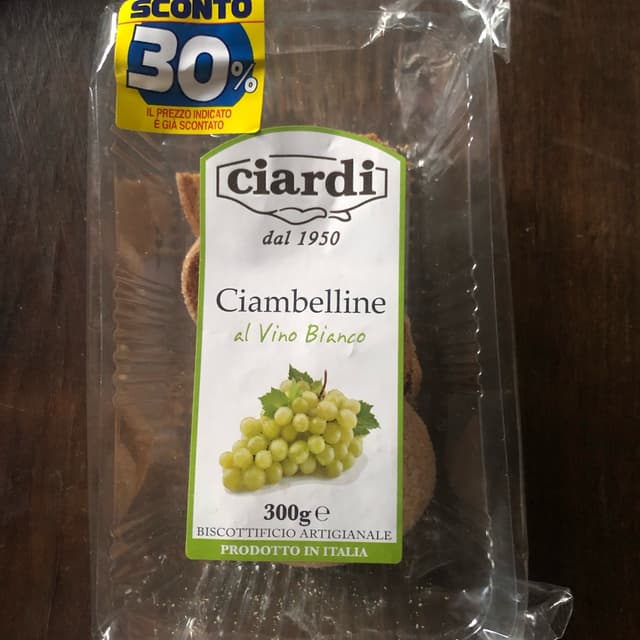 SCONTO
30%
IL PREZZO INDICATO
È GIÀ SCONTATO
ciardi
dal 1950
Ciambelline
al Vino Bianco
300g e
BISCOTTIFICIO ARTIGIANALE
PRODOTTO IN ITALIA